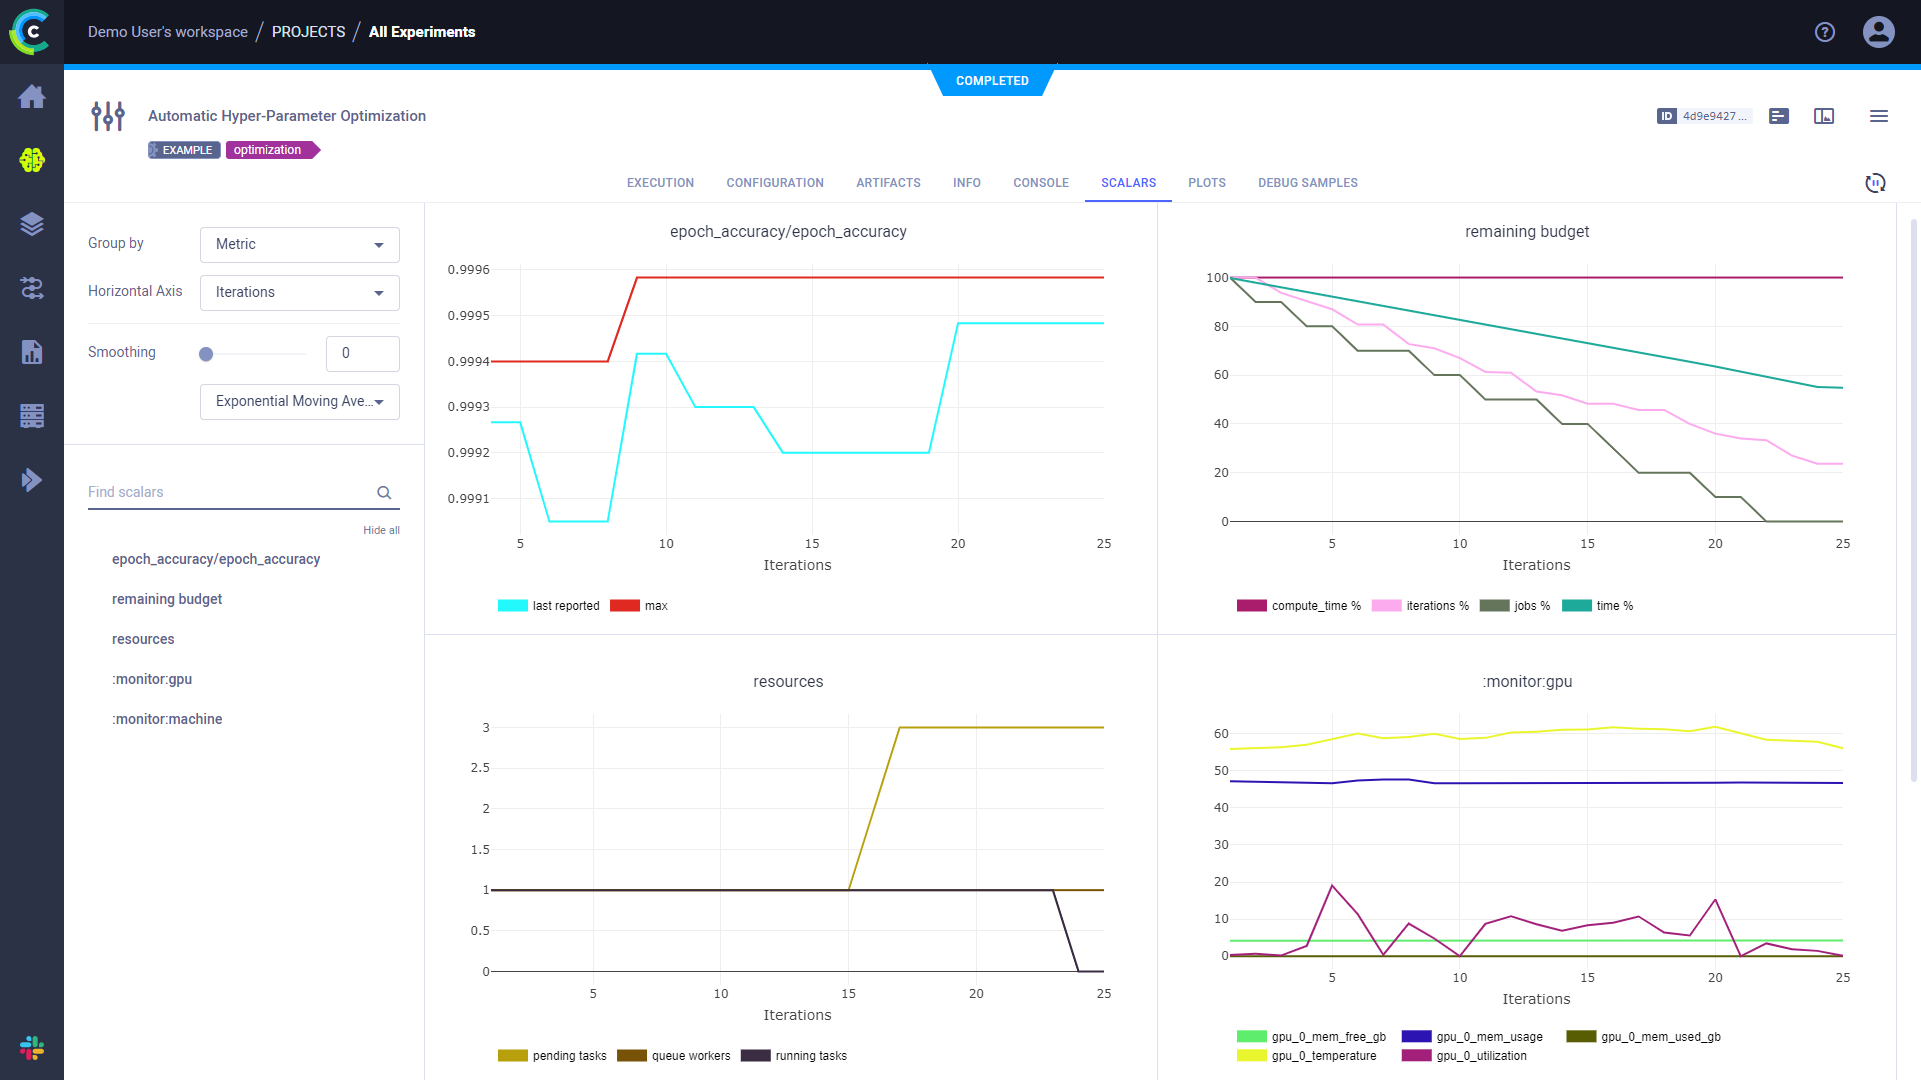 Demo User's workspace / PROJECTS / All Experiments
COMPLETED
Automatic Hyper-Parameter Optimization
EXAMPLE optimization
ID 4d9e9427 ...
EXECUTION CONFIGURATION ARTIFACTS INFO CONSOLE SCALARS PLOTS DEBUG SAMPLES
Group by Metric
Horizontal Axis Iterations
Smoothing 0
Exponential Moving Ave...
Find scalars
Hide all
epoch_accuracy/epoch_accuracy
remaining budget
resources
:monitor:gpu
:monitor:machine
epoch_accuracy/epoch_accuracy
0.9996
0.9995
0.9994
0.9993
0.9992
0.9991
5 10 15 20 25
Iterations
last reported max
remaining budget
100
80
60
40
20
0
5 10 15 20 25
Iterations
compute_time % iterations % jobs % time %
resources
3
2.5
2
1.5
1
0.5
0
5 10 15 20 25
Iterations
pending tasks queue workers running tasks
:monitor:gpu
60
50
40
30
20
10
0
5 10 15 20 25
Iterations
gpu_0_mem_free_gb gpu_0_mem_usage gpu_0_mem_used_gb
gpu_0_temperature gpu_0_utilization